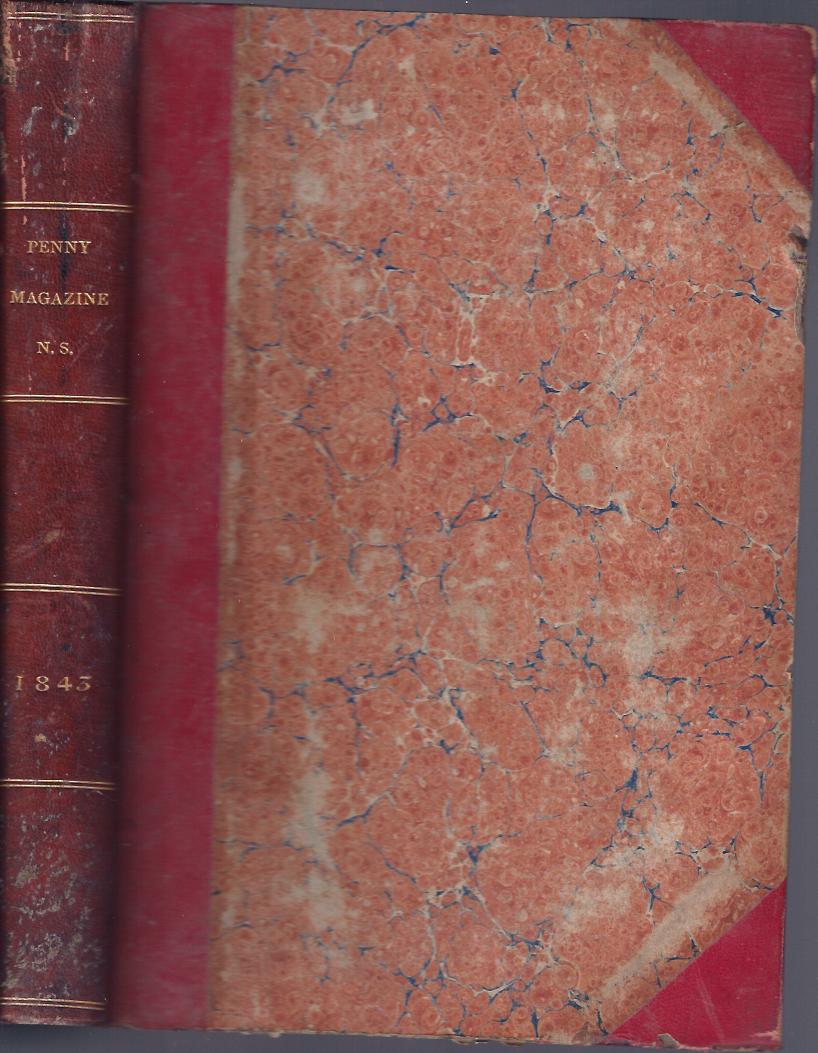 PENNY
MAGAZINE
N. S.
1843